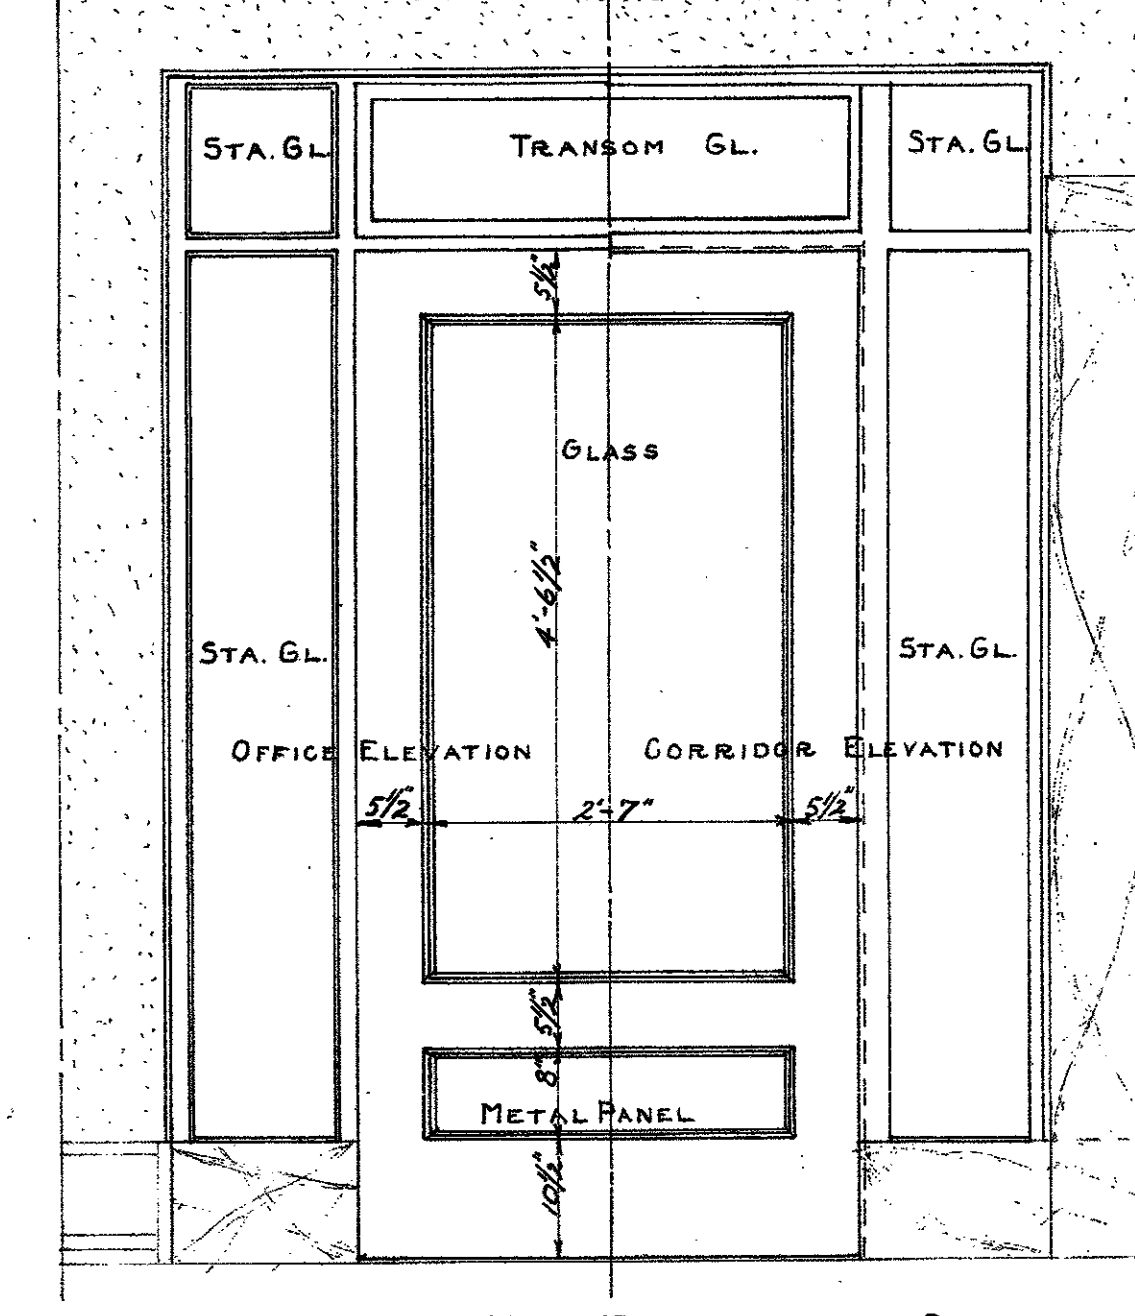 STA. GL.
TRANSOM GL.
STA. GL.
5½"
GLASS
4'-6½"
STA. GL.
STA. GL.
OFFICE ELEVATION
CORRIDOR ELEVATION
5½"
2'-7"
5½"
5½"
8"
METAL PANEL
10½"